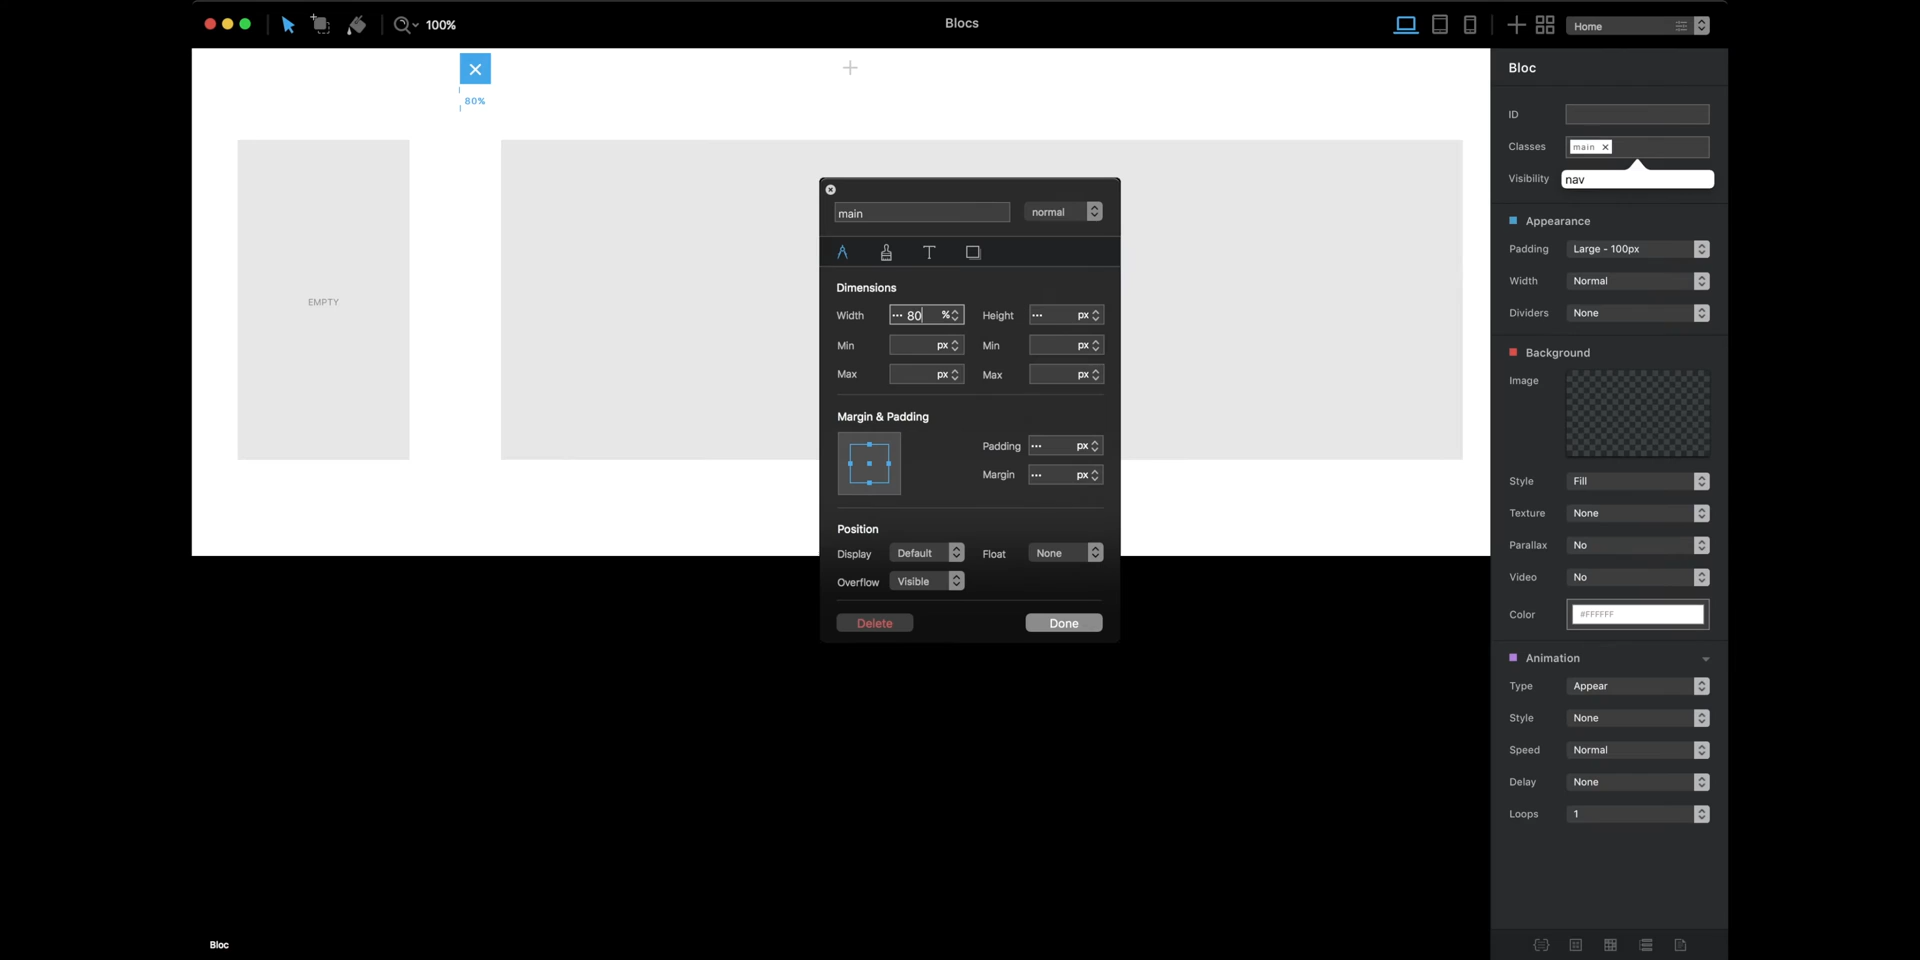 100%
Blocs
Home
80%
EMPTY
main
normal
Dimensions
Width ••• 80 % Height ••• px
Min px Min px
Max px Max px
Margin & Padding
Padding ••• px
Margin ••• px
Position
Display Default Float None
Overflow Visible
Delete Done
Bloc
ID
Classes main
Visibility nav
Appearance
Padding Large - 100px
Width Normal
Dividers None
Background
Image
Style Fill
Texture None
Parallax No
Video No
Color #FFFFFF
Animation
Type Appear
Style None
Speed Normal
Delay None
Loops 1
Bloc